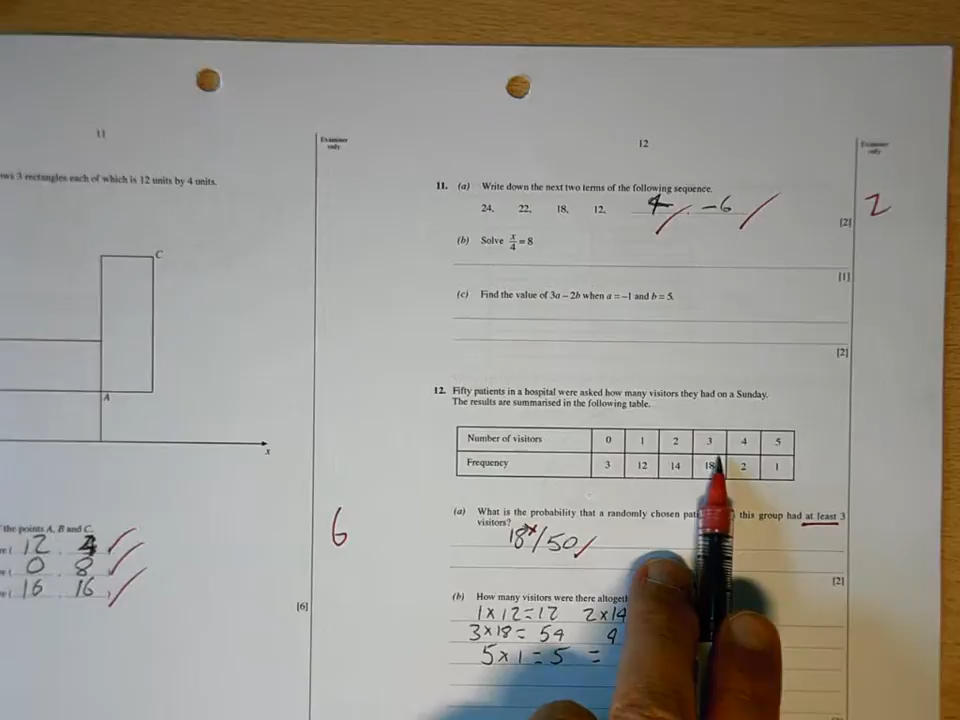 11
ows 3 rectangles each of which is 12 units by 4 units.
C
A
x
the points A, B and C.
12 4
0 8
16 16
[6]
6
Examiner only
12
Examiner only
11. (a) Write down the next two terms of the following sequence.
24, 22, 18, 12, 4 -6
[2] 2
(b) Solve x/4 = 8
[1]
(c) Find the value of 3a – 2b when a = –1 and b = 5.
[2]
12. Fifty patients in a hospital were asked how many visitors they had on a Sunday.
The results are summarised in the following table.
Number of visitors 0 1 2 3 4 5
Frequency 3 12 14 18 2 1
(a) What is the probability that a randomly chosen this group had at least 3
visitors?
18/50
[2]
(b) How many visitors were there
1 x 12 = 12 2 x 14
3 x 18 = 54
5 x 1 = 5 =